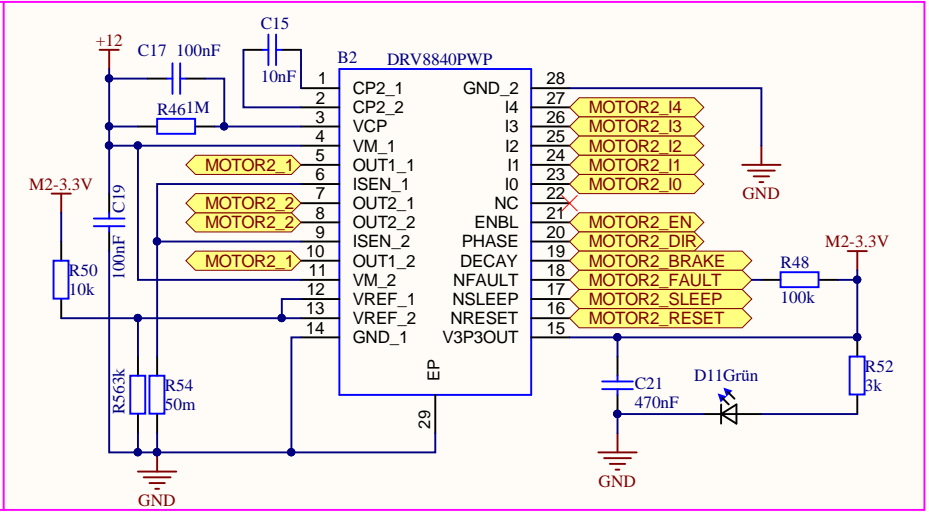 C15
+12
C17 100nF
B2 DRV8840PWP
10nF
1 CP2_1 GND_2 28
2 CP2_2 I4 27 MOTOR2_I4
R461M 3 VCP I3 26 MOTOR2_I3
4 VM_1 I2 25 MOTOR2_I2
MOTOR2_1 5 OUT1_1 I1 24 MOTOR2_I1
M2-3.3V 6 ISEN_1 I0 23 MOTOR2_I0
GND
C19 100nF
MOTOR2_2 7 OUT2_1 NC 22
MOTOR2_2 8 OUT2_2 ENBL 21 MOTOR2_EN
9 ISEN_2 PHASE 20 MOTOR2_DIR M2-3.3V
MOTOR2_1 10 OUT1_2 DECAY 19 MOTOR2_BRAKE
R50 11 VM_2 NFAULT 18 MOTOR2_FAULT R48
10k 12 VREF_1 NSLEEP 17 MOTOR2_SLEEP 100k
13 VREF_2 NRESET 16 MOTOR2_RESET
14 GND_1 V3P3OUT 15
EP
29
R563k
R54
50m
C21
470nF
D11Grün
R52
3k
GND
GND